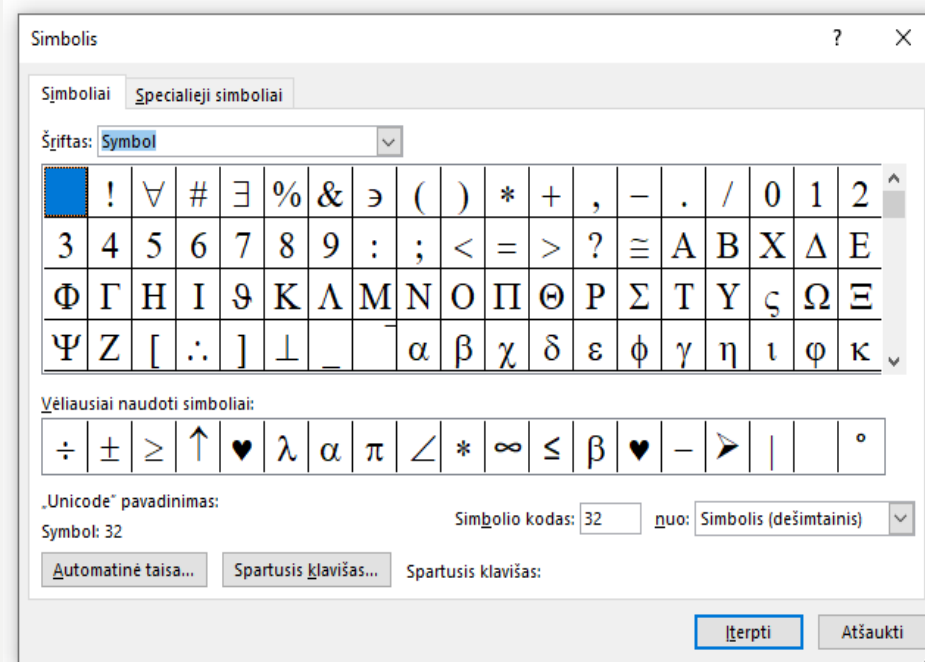 Simbolis ? ×
Simboliai Specialieji simboliai
Šriftas: Symbol
! ∀ # ∃ % & ∍ ( ) ∗ + , − . / 0 1 2
3 4 5 6 7 8 9 : ; < = > ? ≅ Α Β Χ Δ Ε
Φ Γ Η Ι ϑ Κ Λ Μ Ν Ο Π Θ Ρ Σ Τ Υ ς Ω Ξ
Ψ Ζ [ ∴ ] ⊥ _ ‾ α β χ δ ε ϕ γ η ι φ κ
Vėliausiai naudoti simboliai:
÷ ± ≥ ↑ ♥ λ α π ∠ * ∞ ≤ β ♥ − ➢ | °
„Unicode“ pavadinimas:
Symbol: 32
Simbolio kodas: 32 nuo: Simbolis (dešimtainis)
Automatinė taisa... Spartusis klavišas... Spartusis klavišas:
Įterpti Atšaukti